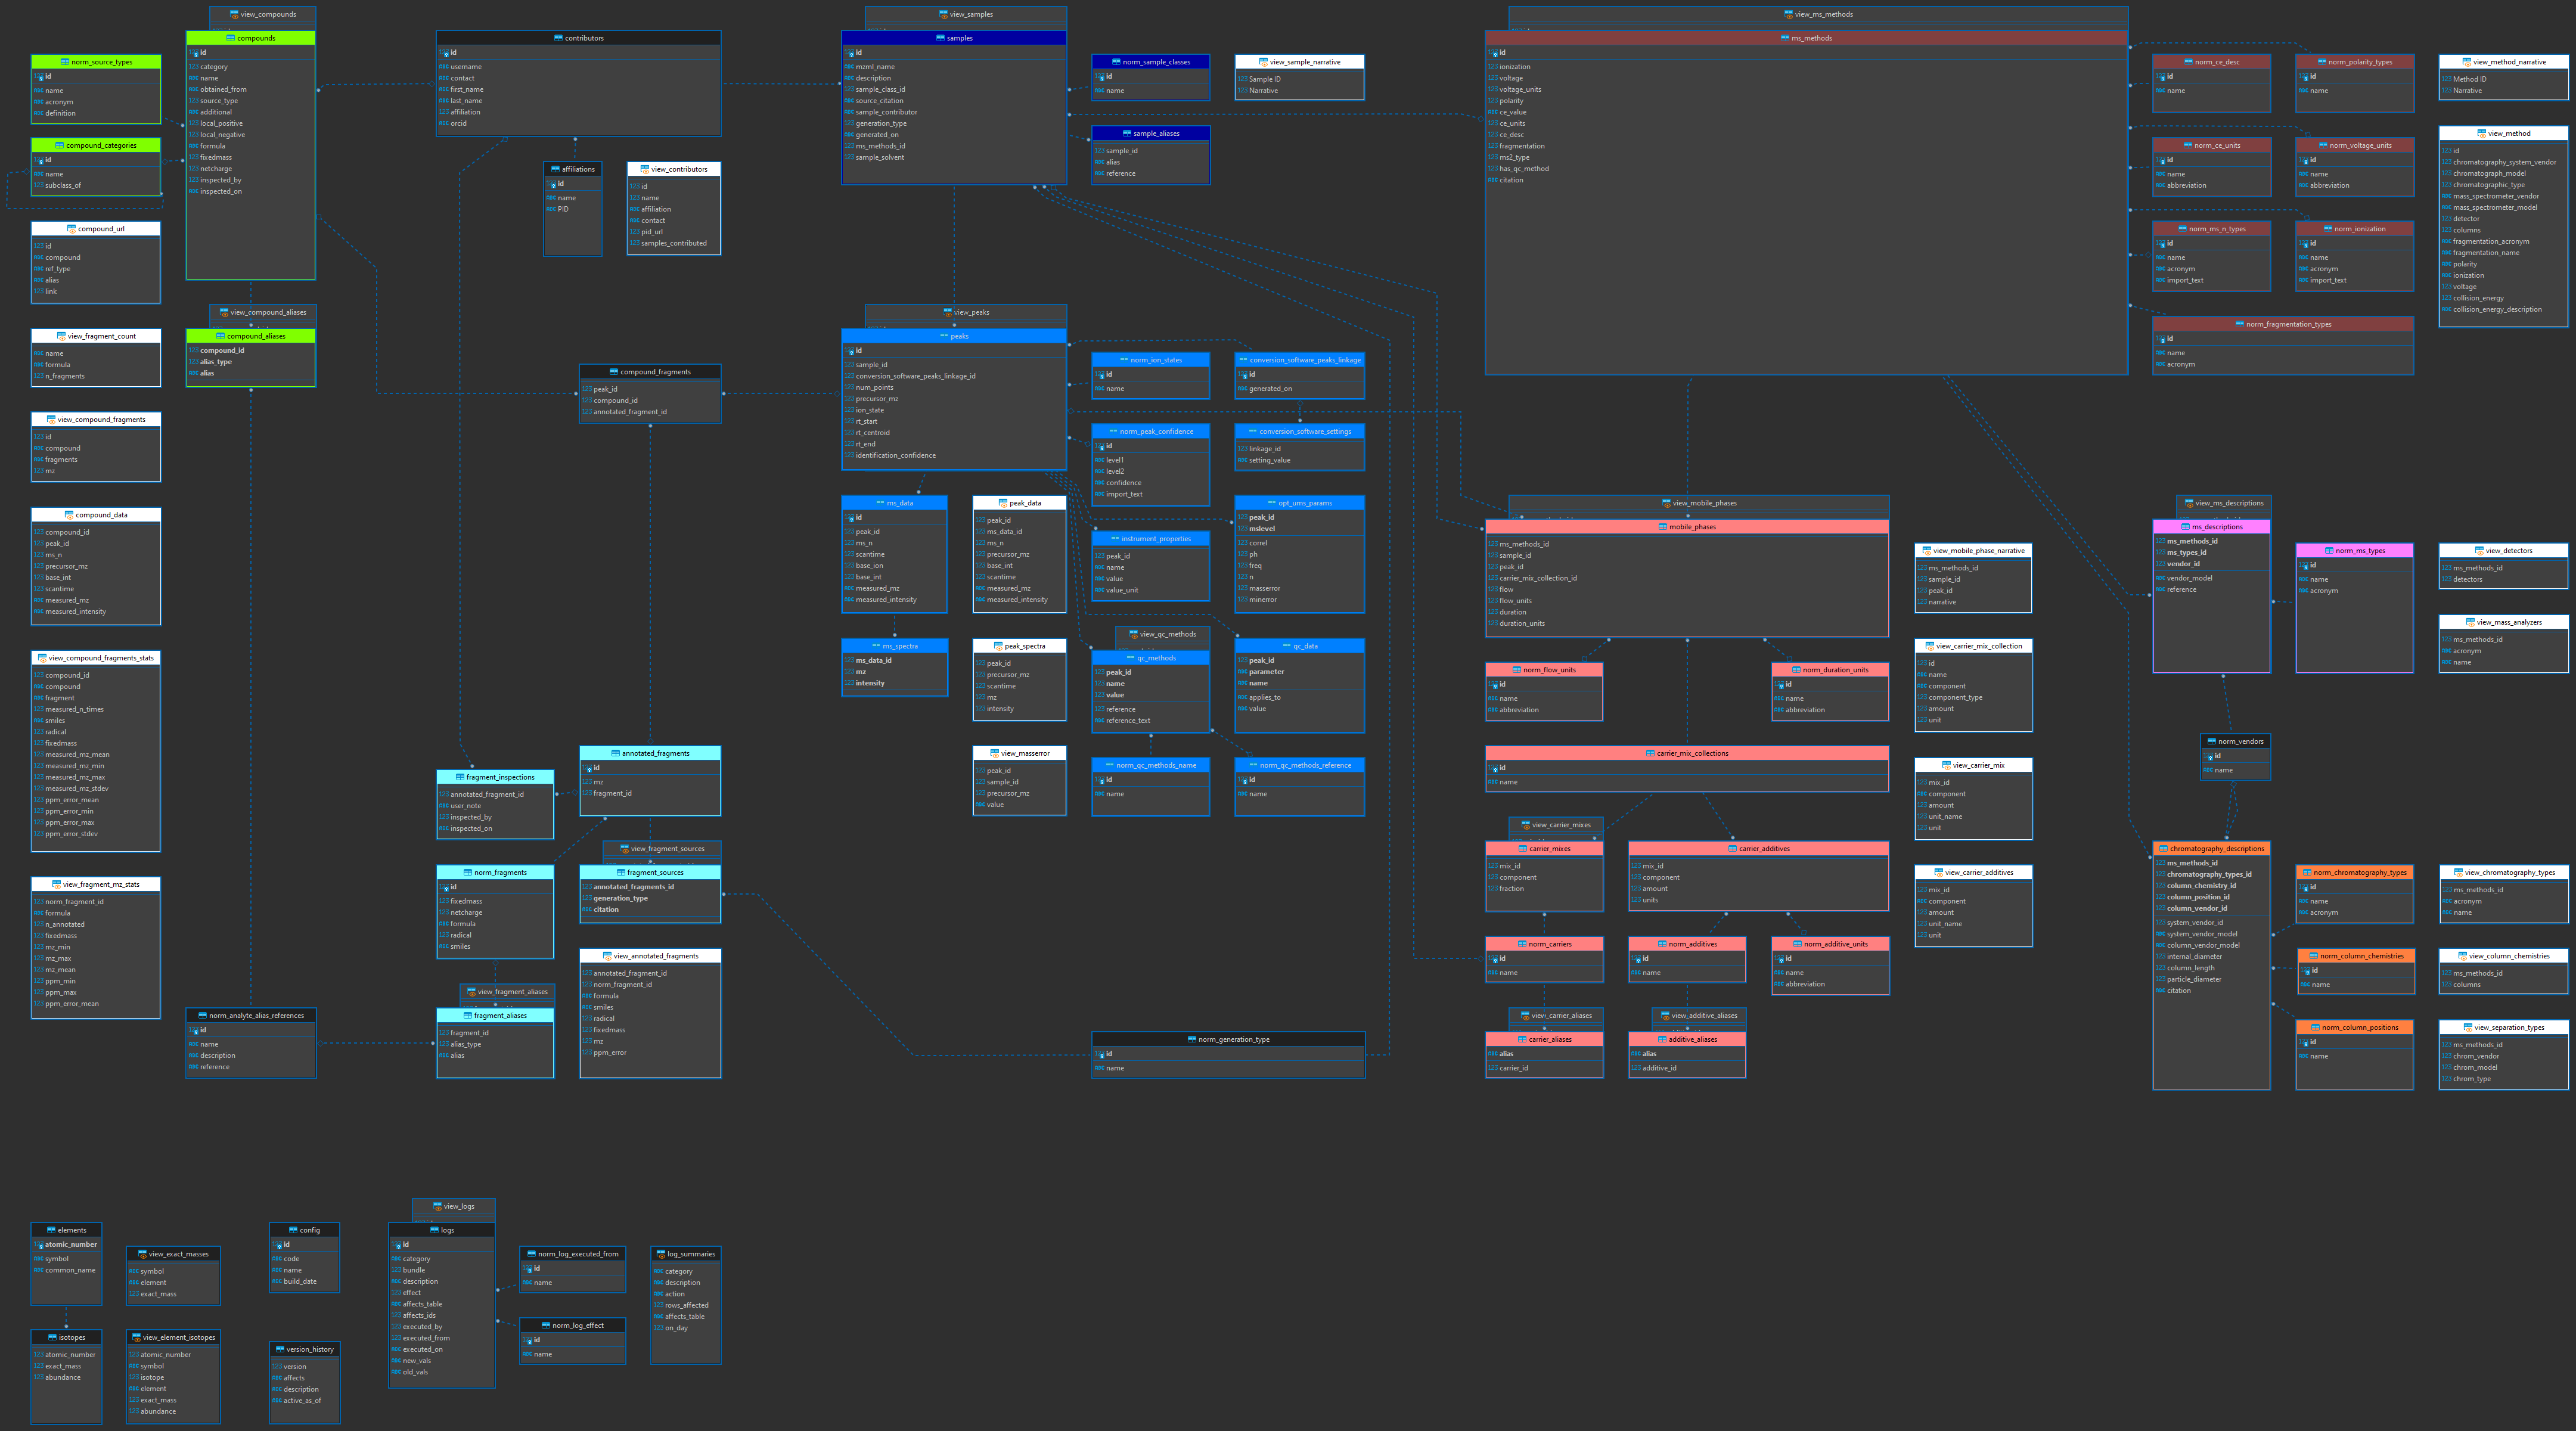 view_compounds
compounds
id
category
name
obtained_from
source_type
additional
local_positive
local_negative
formula
fixedmass
netcharge
inspected_by
inspected_on
norm_source_types
id
name
acronym
definition
compound_categories
id
name
subclass_of
compound_url
id
compound
ref_type
alias
link
view_compound_aliases
compound_aliases
compound_id
alias_type
alias
view_fragment_count
name
formula
n_fragments
view_compound_fragments
id
compound
fragments
mz
compound_data
compound_id
peak_id
ms_n
precursor_mz
base_int
scantime
measured_mz
measured_intensity
view_compound_fragments_stats
compound_id
compound
fragment
measured_n_times
smiles
radical
fixedmass
measured_mz_mean
measured_mz_min
measured_mz_max
measured_mz_stdev
ppm_error_mean
ppm_error_min
ppm_error_max
ppm_error_stdev
view_fragment_mz_stats
norm_fragment_id
formula
n_annotated
fixedmass
mz_min
mz_max
mz_mean
ppm_min
ppm_max
ppm_error_mean
norm_analyte_alias_references
id
name
description
reference
contributors
id
username
contact
first_name
last_name
affiliation
orcid
affiliations
id
name
PID
view_contributors
id
name
affiliation
contact
pid_url
samples_contributed
compound_fragments
peak_id
compound_id
annotated_fragment_id
annotated_fragments
id
mz
fragment_id
fragment_inspections
annotated_fragment_id
user_note
inspected_by
inspected_on
norm_fragments
id
fixedmass
netcharge
formula
radical
smiles
view_fragment_sources
fragment_sources
annotated_fragments_id
generation_type
citation
view_fragment_aliases
fragment_aliases
fragment_id
alias_type
alias
view_annotated_fragments
annotated_fragment_id
norm_fragment_id
formula
smiles
radical
fixedmass
mz
ppm_error
view_samples
samples
id
mzml_name
description
sample_class_id
source_citation
sample_contributor
generation_type
generated_on
ms_methods_id
sample_solvent
norm_sample_classes
id
name
view_sample_narrative
Sample ID
Narrative
sample_aliases
sample_id
alias
reference
view_peaks
peaks
id
sample_id
conversion_software_peaks_linkage_id
num_points
precursor_mz
ion_state
rt_start
rt_centroid
rt_end
identification_confidence
norm_ion_states
id
name
conversion_software_peaks_linkage
id
generated_on
norm_peak_confidence
id
level1
level2
confidence
import_text
conversion_software_settings
linkage_id
setting_value
ms_data
id
peak_id
ms_n
scantime
base_ion
base_int
measured_mz
measured_intensity
peak_data
peak_id
ms_data_id
ms_n
precursor_mz
base_int
scantime
measured_mz
measured_intensity
instrument_properties
peak_id
name
value
value_unit
opt_ums_params
peak_id
mslevel
correl
ph
freq
n
masserror
minerror
ms_spectra
ms_data_id
mz
intensity
peak_spectra
peak_id
precursor_mz
scantime
mz
intensity
view_qc_methods
qc_methods
peak_id
name
value
reference
reference_text
qc_data
peak_id
parameter
name
applies_to
value
view_masserror
peak_id
sample_id
precursor_mz
value
norm_qc_methods_name
id
name
norm_qc_methods_reference
id
name
norm_generation_type
id
name
view_ms_methods
ms_methods
id
ionization
voltage
voltage_units
polarity
ce_value
ce_units
ce_desc
fragmentation
ms2_type
has_qc_method
citation
norm_ce_desc
id
name
norm_polarity_types
id
name
norm_ce_units
id
name
abbreviation
norm_voltage_units
id
name
abbreviation
norm_ms_n_types
id
name
acronym
import_text
norm_ionization
id
name
acronym
import_text
norm_fragmentation_types
id
name
acronym
view_method_narrative
Method ID
Narrative
view_method
id
chromatography_system_vendor
chromatograph_model
chromatographic_type
mass_spectrometer_vendor
mass_spectrometer_model
detector
columns
fragmentation_acronym
fragmentation_name
polarity
ionization
voltage
collision_energy
collision_energy_description
view_mobile_phases
mobile_phases
ms_methods_id
sample_id
peak_id
carrier_mix_collection_id
flow
flow_units
duration
duration_units
norm_flow_units
id
name
abbreviation
norm_duration_units
id
name
abbreviation
carrier_mix_collections
id
name
view_carrier_mixes
carrier_mixes
mix_id
component
fraction
carrier_additives
mix_id
component
amount
units
norm_carriers
id
name
norm_additives
id
name
norm_additive_units
id
name
abbreviation
view_carrier_aliases
carrier_aliases
alias
carrier_id
view_additive_aliases
additive_aliases
alias
additive_id
view_mobile_phase_narrative
ms_methods_id
sample_id
peak_id
narrative
view_carrier_mix_collection
id
name
component
component_type
amount
unit
view_carrier_mix
mix_id
component
amount
unit_name
unit
view_carrier_additives
mix_id
component
amount
unit_name
unit
view_ms_descriptions
ms_descriptions
ms_methods_id
ms_types_id
vendor_id
vendor_model
reference
norm_ms_types
id
name
acronym
view_detectors
ms_methods_id
detectors
view_mass_analyzers
ms_methods_id
acronym
name
norm_vendors
id
name
chromatography_descriptions
ms_methods_id
chromatography_types_id
column_chemistry_id
column_position_id
column_vendor_id
system_vendor_id
system_vendor_model
column_vendor_model
internal_diameter
column_length
particle_diameter
citation
norm_chromatography_types
id
name
acronym
norm_column_chemistries
id
name
norm_column_positions
id
name
view_chromatography_types
ms_methods_id
acronym
name
view_column_chemistries
ms_methods_id
columns
view_separation_types
ms_methods_id
chrom_vendor
chrom_model
chrom_type
elements
atomic_number
symbol
common_name
isotopes
atomic_number
exact_mass
abundance
view_exact_masses
symbol
element
exact_mass
view_element_isotopes
atomic_number
symbol
isotope
element
exact_mass
abundance
config
id
code
name
build_date
version_history
version
affects
description
active_as_of
view_logs
logs
id
category
bundle
description
effect
affects_table
affects_ids
executed_by
executed_from
executed_on
new_vals
old_vals
norm_log_executed_from
id
name
norm_log_effect
id
name
log_summaries
category
description
action
rows_affected
affects_table
on_day